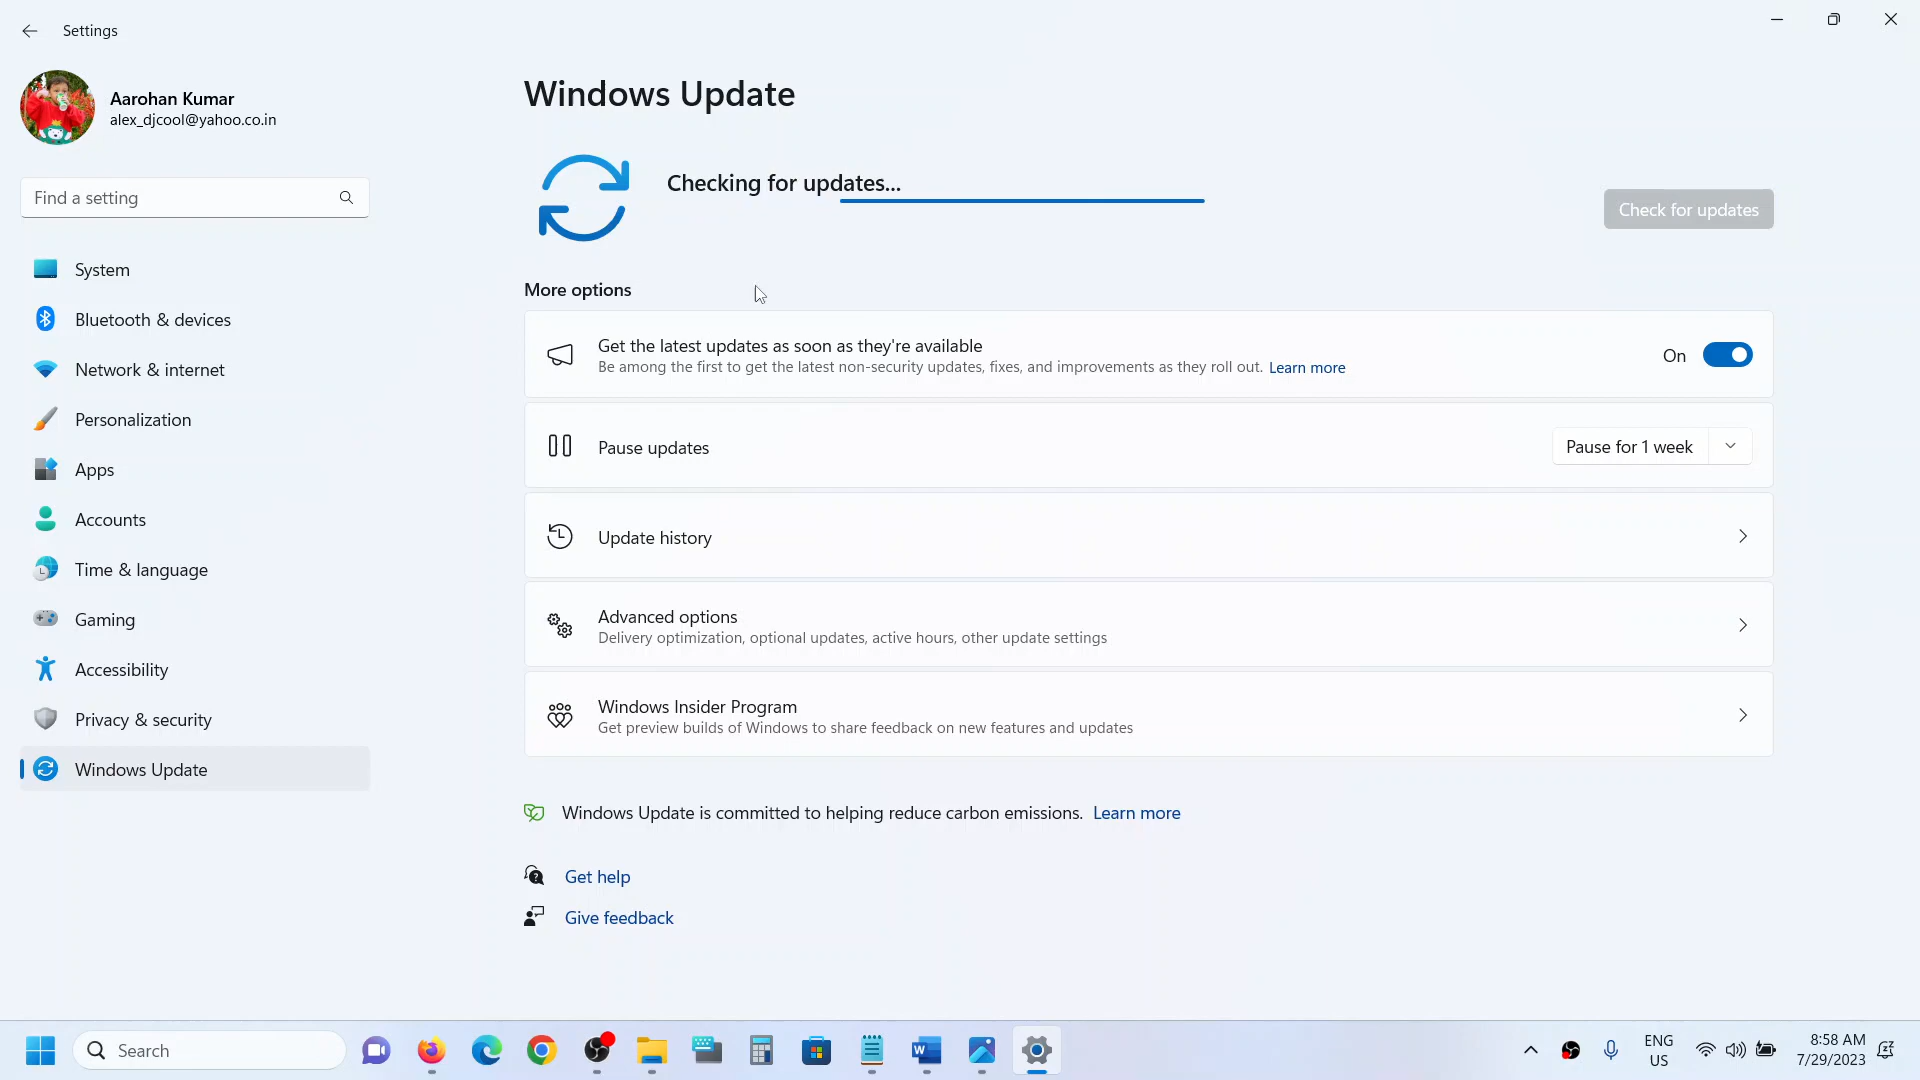 Settings
Aarohan Kumar
alex_djcool@yahoo.co.in
Find a setting
System
Bluetooth & devices
Network & internet
Personalization
Apps
Accounts
Time & language
Gaming
Accessibility
Privacy & security
Windows Update
Windows Update
Checking for updates...
Check for updates
More options
Get the latest updates as soon as they're available
Be among the first to get the latest non-security updates, fixes, and improvements as they roll out. Learn more
On
Pause updates
Pause for 1 week
Update history
Advanced options
Delivery optimization, optional updates, active hours, other update settings
Windows Insider Program
Get preview builds of Windows to share feedback on new features and updates
Windows Update is committed to helping reduce carbon emissions. Learn more
Get help
Give feedback
Search
ENG
US
8:58 AM
7/29/2023